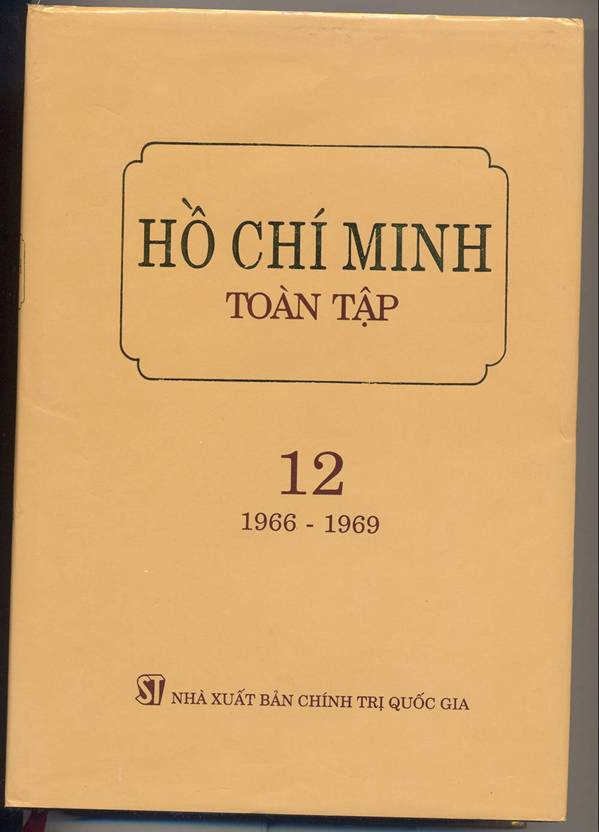 HỒ CHÍ MINH
TOÀN TẬP
12
1966 - 1969
ST NHÀ XUẤT BẢN CHÍNH TRỊ QUỐC GIA